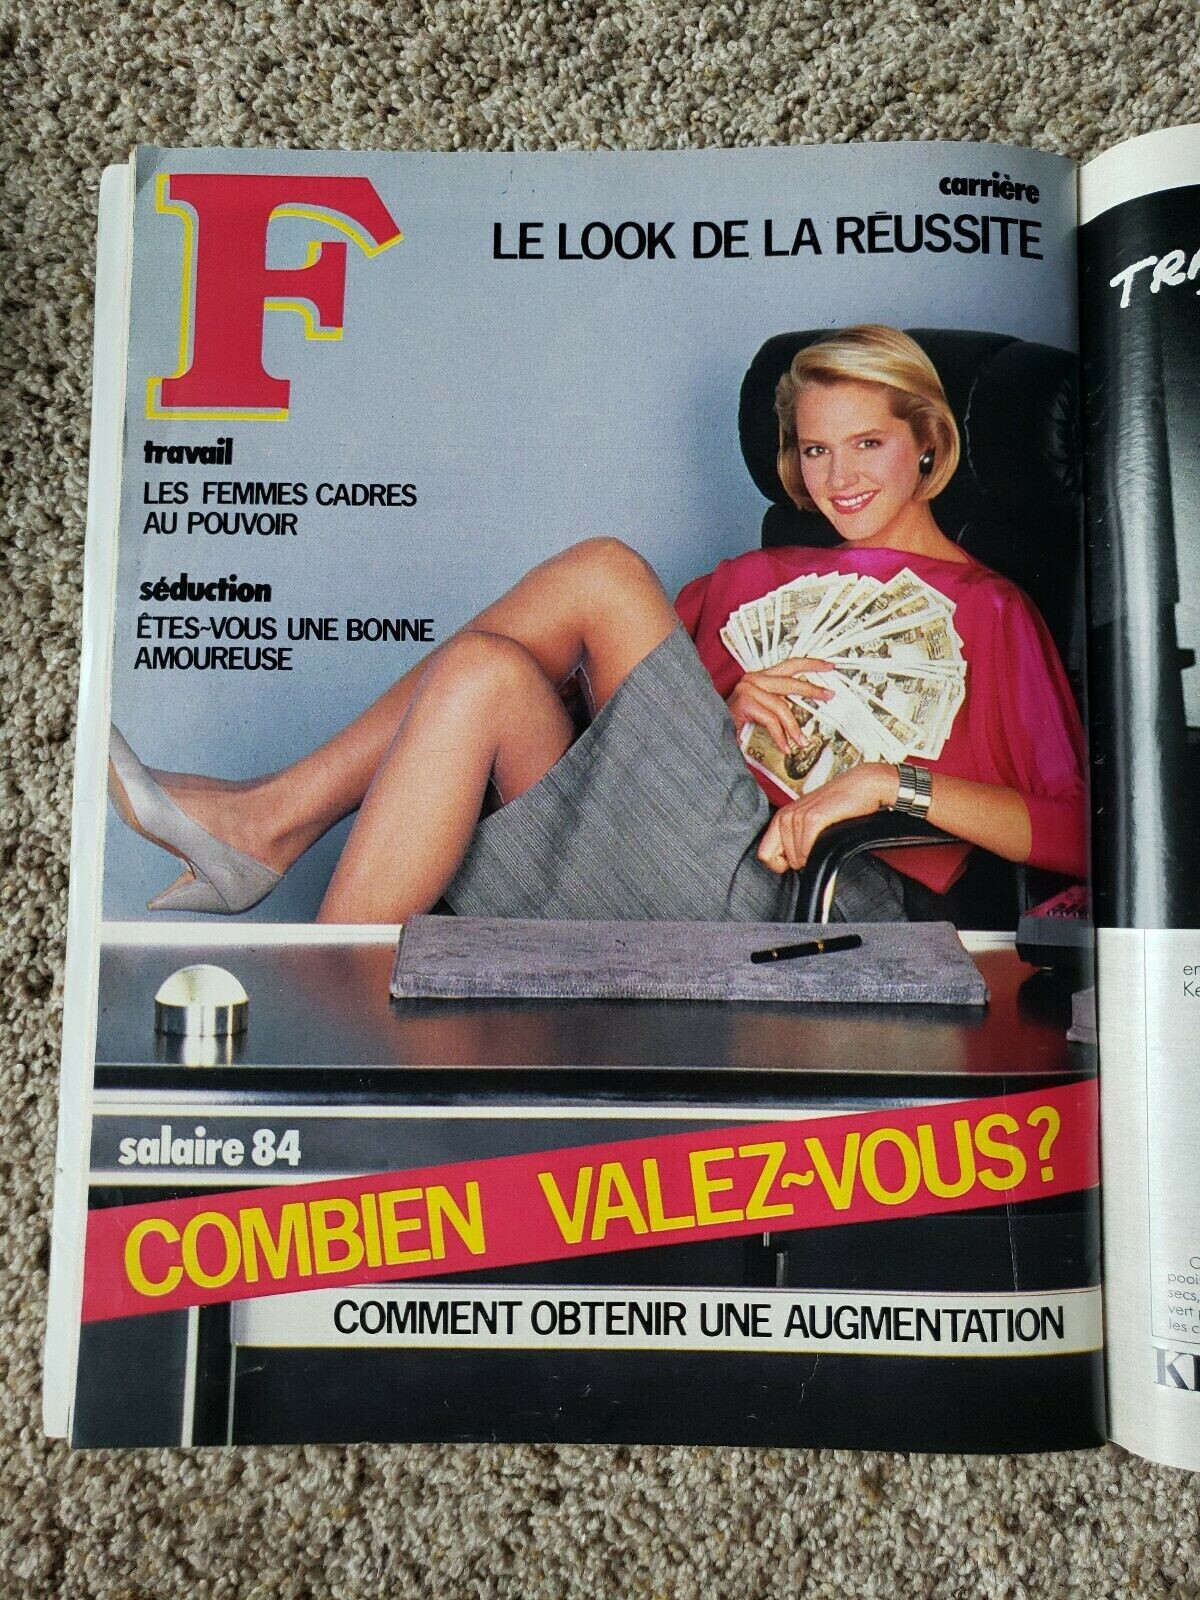 F
carrière
LE LOOK DE LA RÉUSSITE
travail
LES FEMMES CADRES
AU POUVOIR
séduction
ÊTES~VOUS UNE BONNE
AMOUREUSE
salaire 84
COMBIEN VALEZ~VOUS?
COMMENT OBTENIR UNE AUGMENTATION